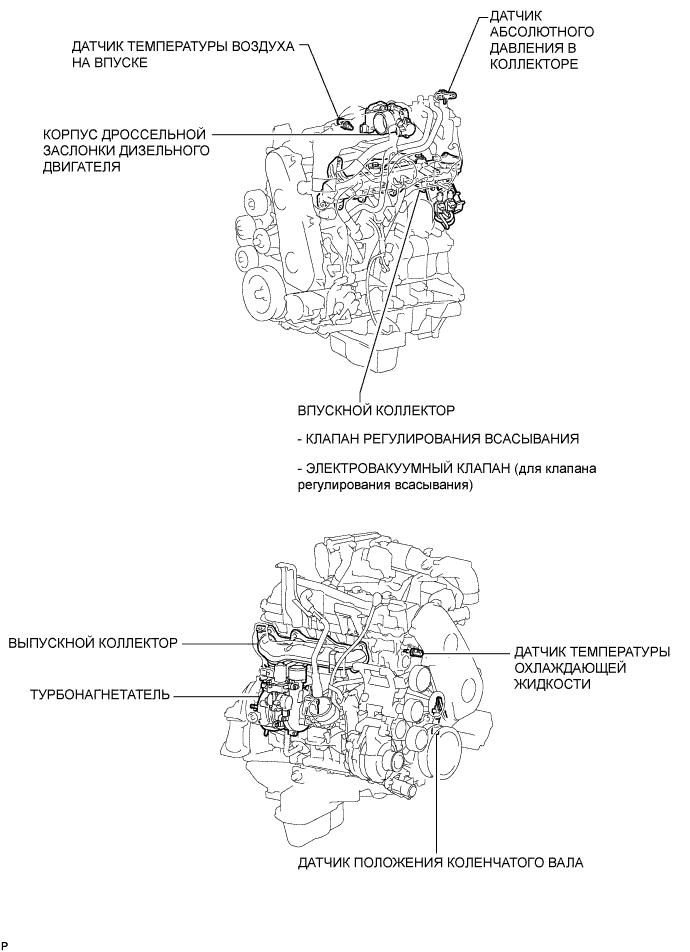 ДАТЧИК
АБСОЛЮТНОГО
ДАВЛЕНИЯ В
КОЛЛЕКТОРЕ
ДАТЧИК ТЕМПЕРАТУРЫ ВОЗДУХА
НА ВПУСКЕ
КОРПУС ДРОССЕЛЬНОЙ
ЗАСЛОНКИ ДИЗЕЛЬНОГО
ДВИГАТЕЛЯ
ВПУСКНОЙ КОЛЛЕКТОР
- КЛАПАН РЕГУЛИРОВАНИЯ ВСАСЫВАНИЯ
- ЭЛЕКТРОВАКУУМНЫЙ КЛАПАН (для клапана
регулирования всасывания)
ВЫПУСКНОЙ КОЛЛЕКТОР
ДАТЧИК ТЕМПЕРАТУРЫ
ОХЛАЖДАЮЩЕЙ
ЖИДКОСТИ
ТУРБОНАГНЕТАТЕЛЬ
ДАТЧИК ПОЛОЖЕНИЯ КОЛЕНЧАТОГО ВАЛА
P